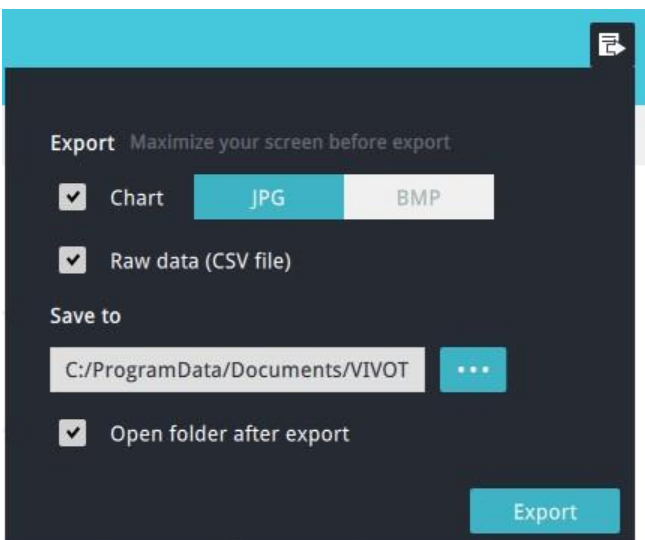 Export Maximize your screen before export
Chart JPG BMP
Raw data (CSV file)
Save to
C:/ProgramData/Documents/VIVOT
Open folder after export
Export